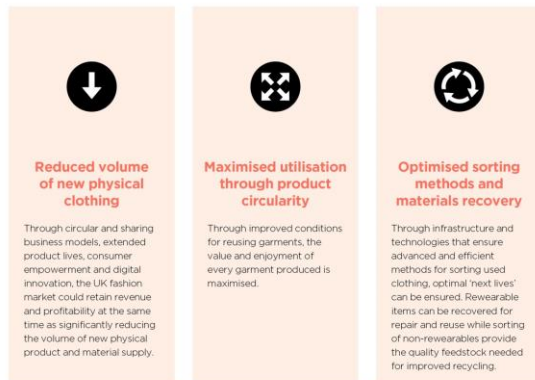 Reduced volume
of new physical
clothing
Through circular and sharing
business models, extended
product lives, consumer
empowerment and digital
innovation, the UK fashion
market could retain revenue
and profitability at the same
time as significantly reducing
the volume of new physical
product and material supply.
Maximised utilisation
through product
circularity
Through improved conditions
for reusing garments, the
value and enjoyment of
every garment produced is
maximised.
Optimised sorting
methods and
materials recovery
Through infrastructure and
technologies that ensure
advanced and efficient
methods for sorting used
clothing, optimal 'next lives'
can be ensured. Rewearable
items can be recovered for
repair and reuse while sorting
of non-rewearables provide
the quality feedstock needed
for improved recycling.